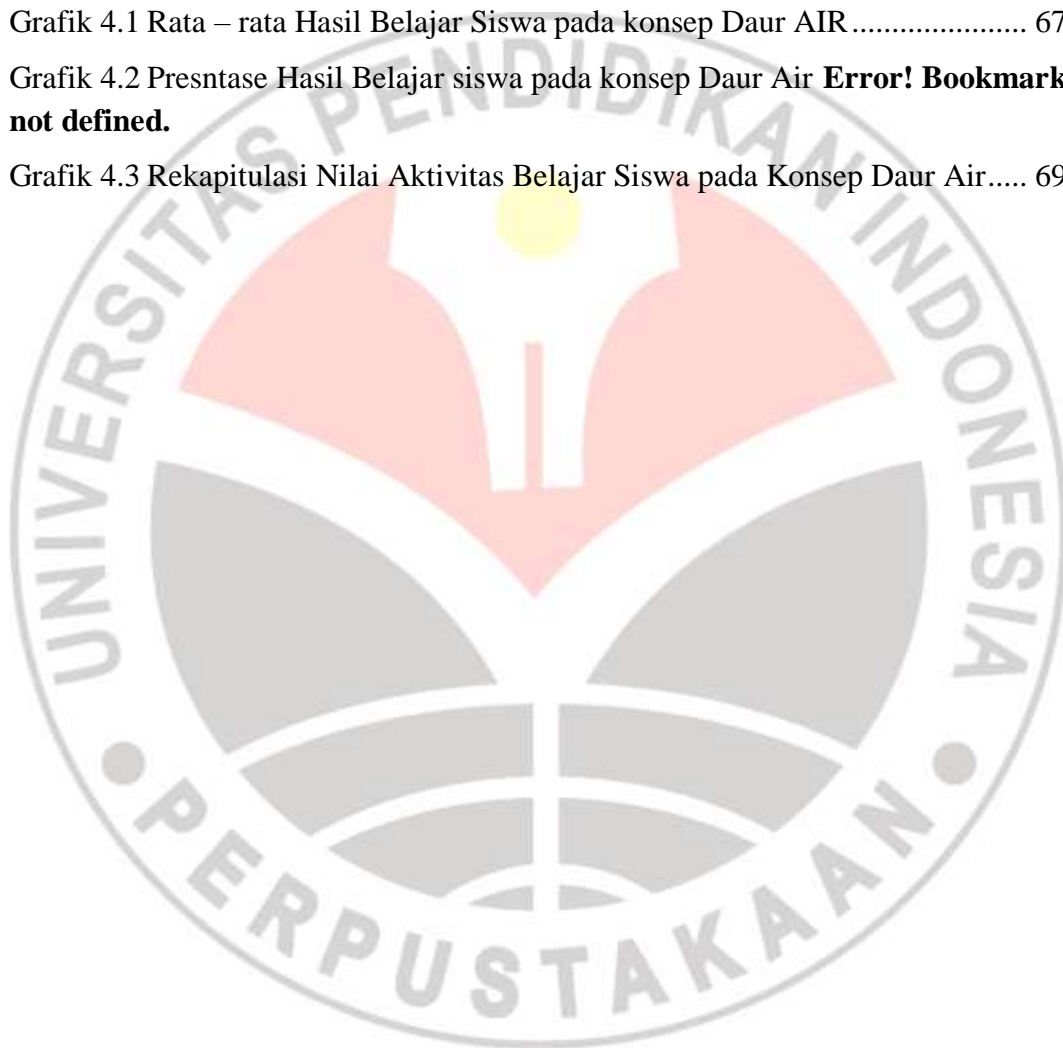 Grafik 4.1 Rata – rata Hasil Belajar Siswa pada konsep Daur AIR...................... 67
Grafik 4.2 Presntase Hasil Belajar siswa pada konsep Daur Air Error! Bookmark
not defined.
Grafik 4.3 Rekapitulasi Nilai Aktivitas Belajar Siswa pada Konsep Daur Air..... 69
UNIVERSITAS PENDIDIKAN INDONESIA
PERPUSTAKAAN